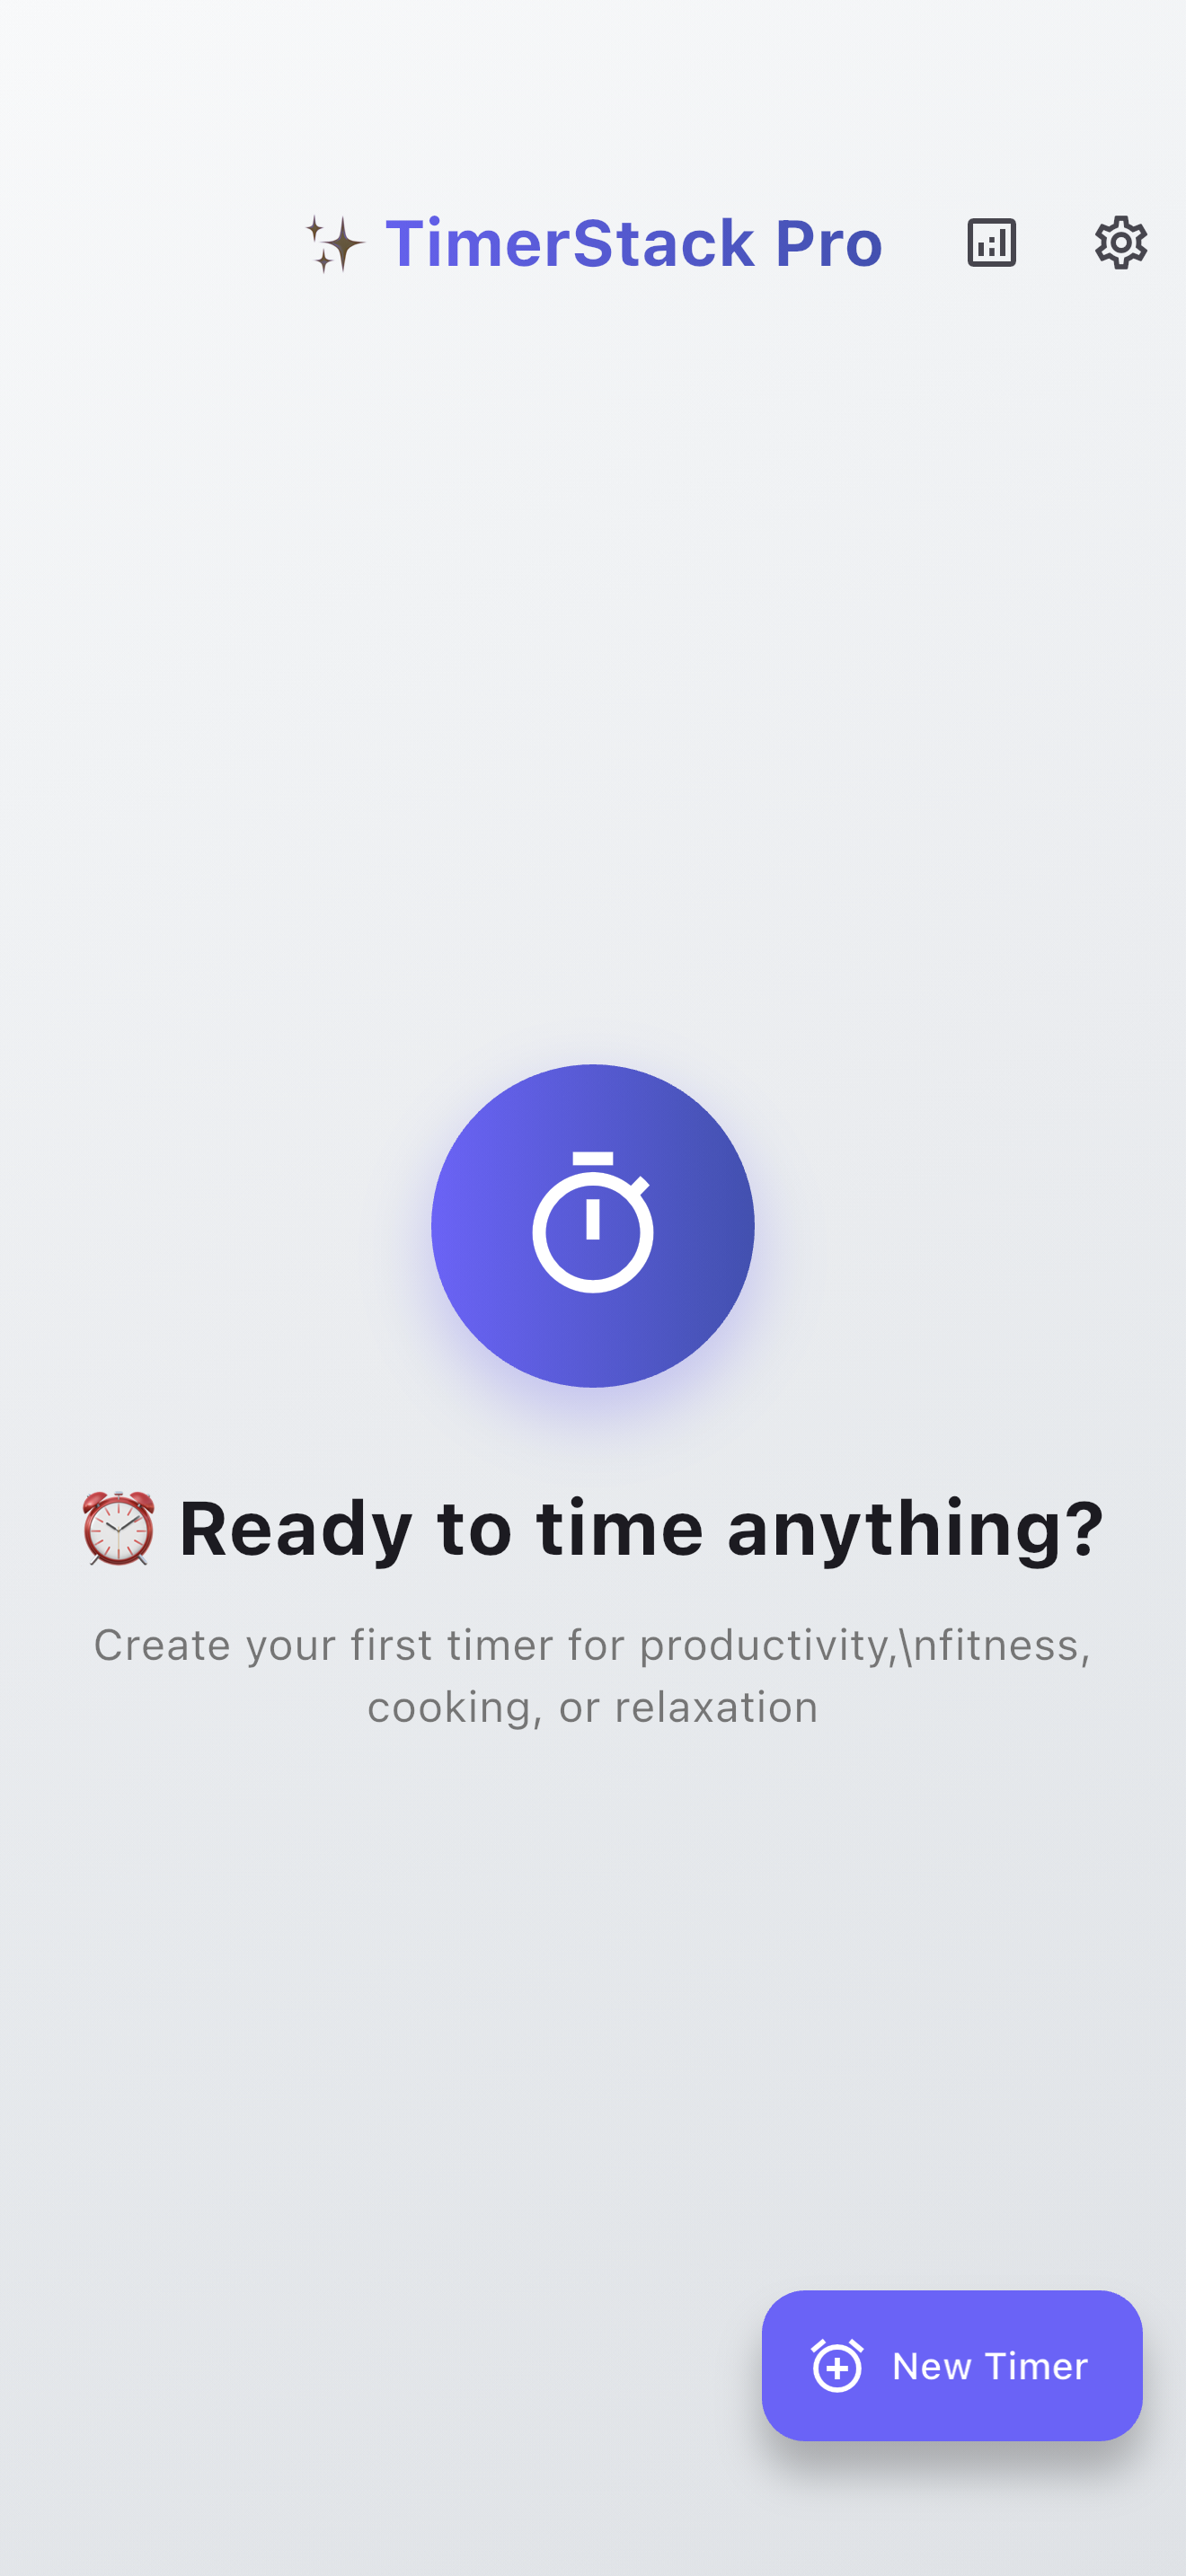 ✨ TimerStack Pro
⏰ Ready to time anything?
Create your first timer for productivity,\nfitness,
cooking, or relaxation
New Timer